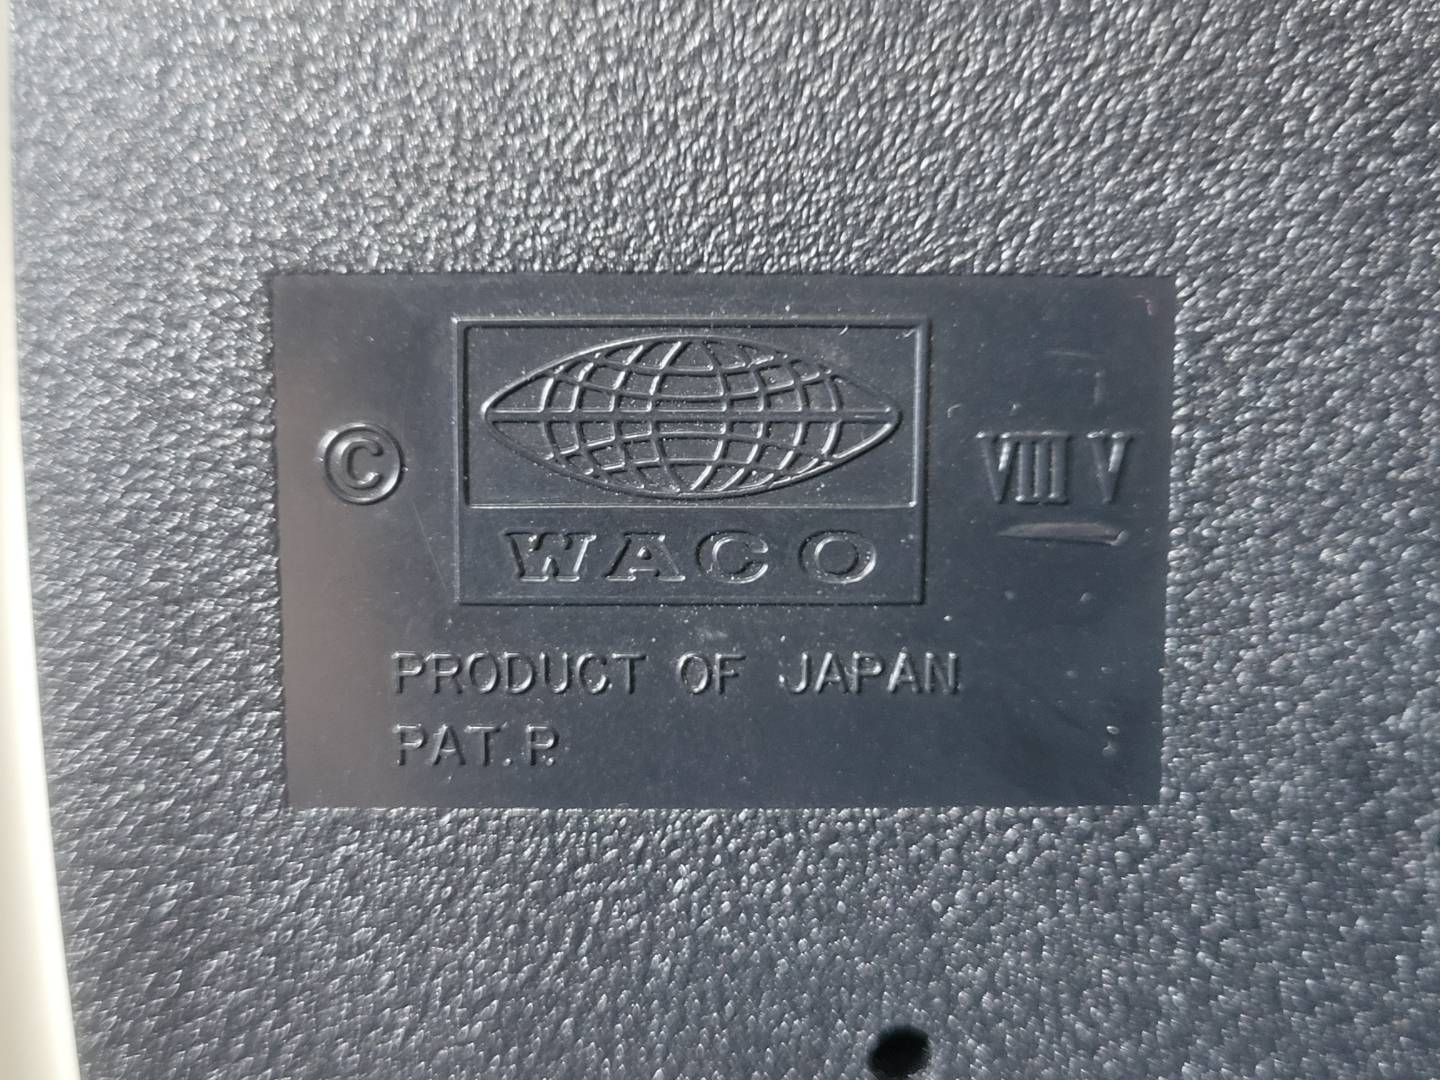 ©
WACO
VIII V
PRODUCT OF JAPAN
PAT.P.